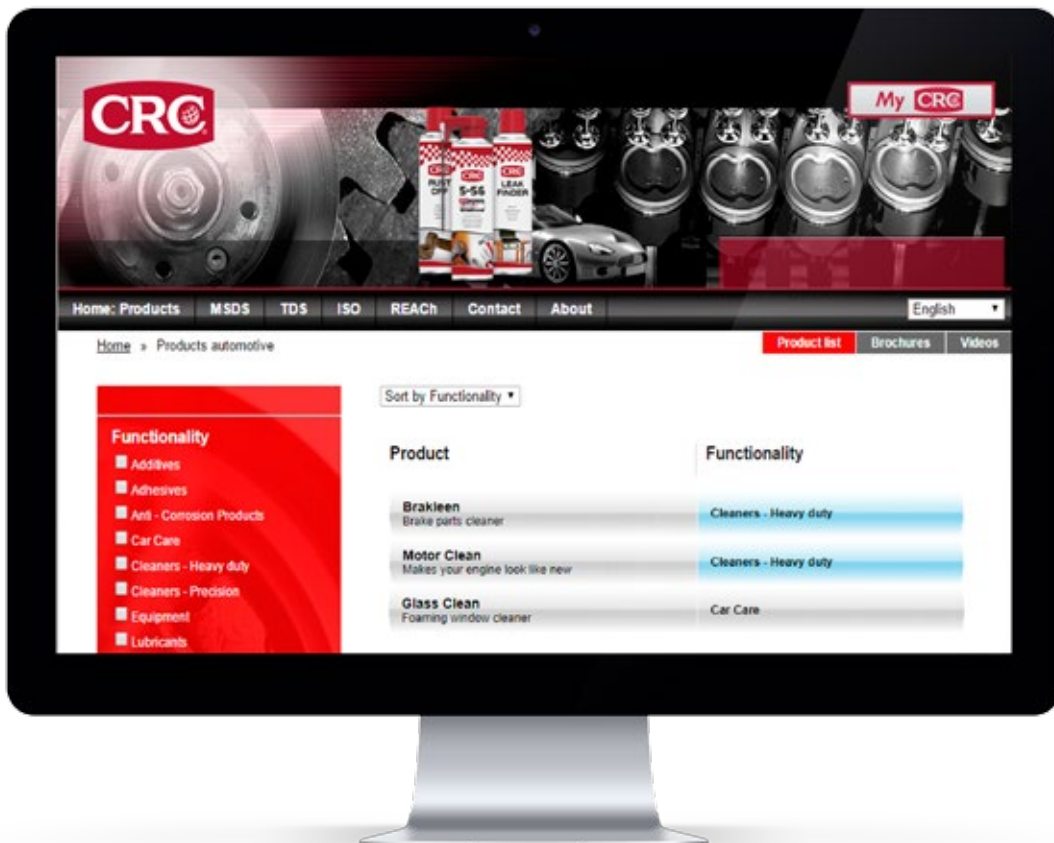 CRC
My CRC
CRC
RUST
OFF
CRC
5-56
CRC
LEAK
FINDER
Home: Products MSDS TDS ISO REACh Contact About English
Home » Products automotive
Product list Brochures Videos
Sort by Functionality
Functionality
Additives
Adhesives
Anti - Corrosion Products
Car Care
Cleaners - Heavy duty
Cleaners - Precision
Equipment
Lubricants
Product Functionality
Brakleen
Brake parts cleaner
Cleaners - Heavy duty
Motor Clean
Makes your engine look like new
Cleaners - Heavy duty
Glass Clean
Foaming window cleaner
Car Care